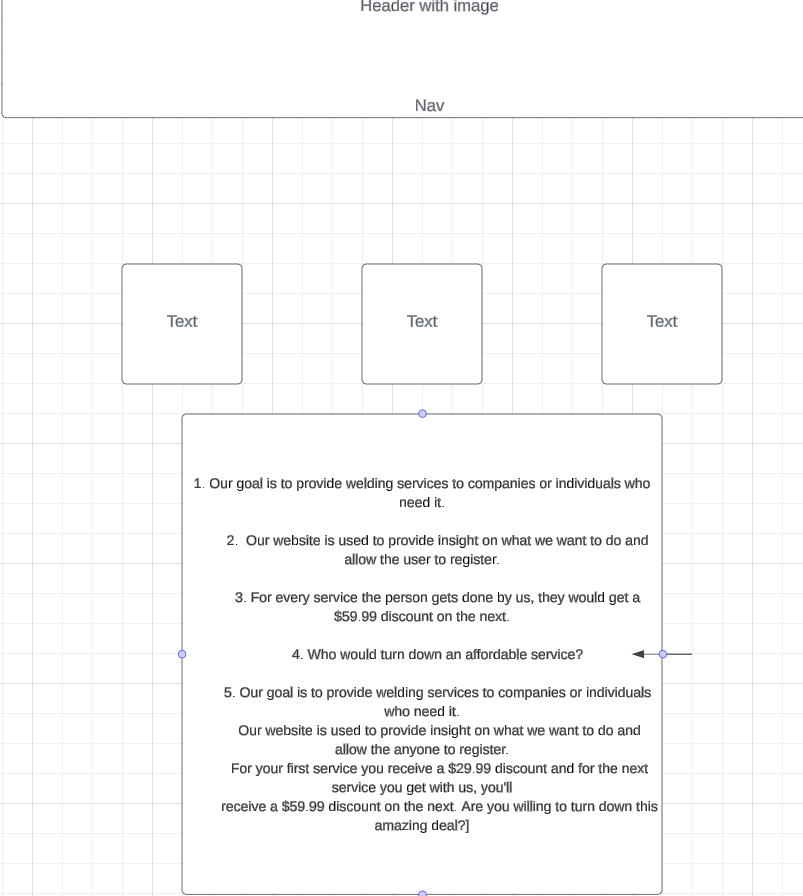 Header with image
Nav
Text
Text
Text
1. Our goal is to provide welding services to companies or individuals who
need it.
2. Our website is used to provide insight on what we want to do and
allow the user to register.
3. For every service the person gets done by us, they would get a
$59.99 discount on the next.
4. Who would turn down an affordable service?
5. Our goal is to provide welding services to companies or individuals
who need it.
Our website is used to provide insight on what we want to do and
allow the anyone to register.
For your first service you receive a $29.99 discount and for the next
service you get with us, you'll
receive a $59.99 discount on the next. Are you willing to turn down this
amazing deal?]